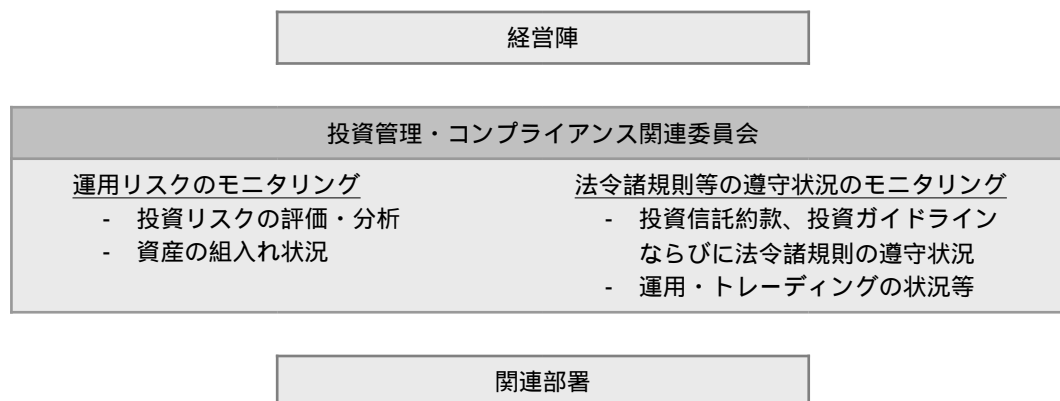 経営陣
投資管理・コンプライアンス関連委員会
運用リスクのモニタリング
- 投資リスクの評価・分析
- 資産の組入れ状況
法令諸規則等の遵守状況のモニタリング
- 投資信託約款、投資ガイドライン
ならびに法令諸規則の遵守状況
- 運用・トレーディングの状況等
関連部署